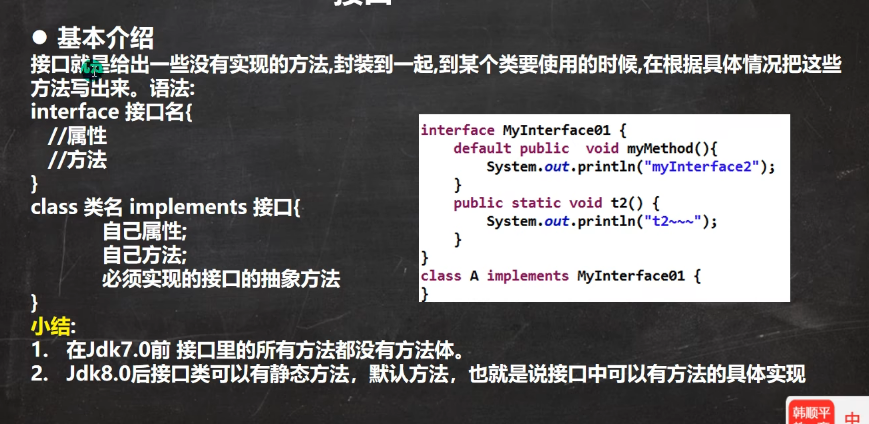 接口
● 基本介绍
接口就是给出一些没有实现的方法,封装到一起,到某个类要使用的时候,在根据具体情况把这些
方法写出来。语法:
interface 接口名{
//属性
//方法
}
class 类名 implements 接口{
自己属性;
自己方法;
必须实现的接口的抽象方法
}
小结:
1. 在Jdk7.0前 接口里的所有方法都没有方法体。
2. Jdk8.0后接口类可以有静态方法，默认方法，也就是说接口中可以有方法的具体实现
interface MyInterface01 {
default public  void myMethod(){
System.out.println("myInterface2");
}
public static void t2() {
System.out.println("t2~~~");
}
}
class A implements MyInterface01 {
}
韩顺平
中